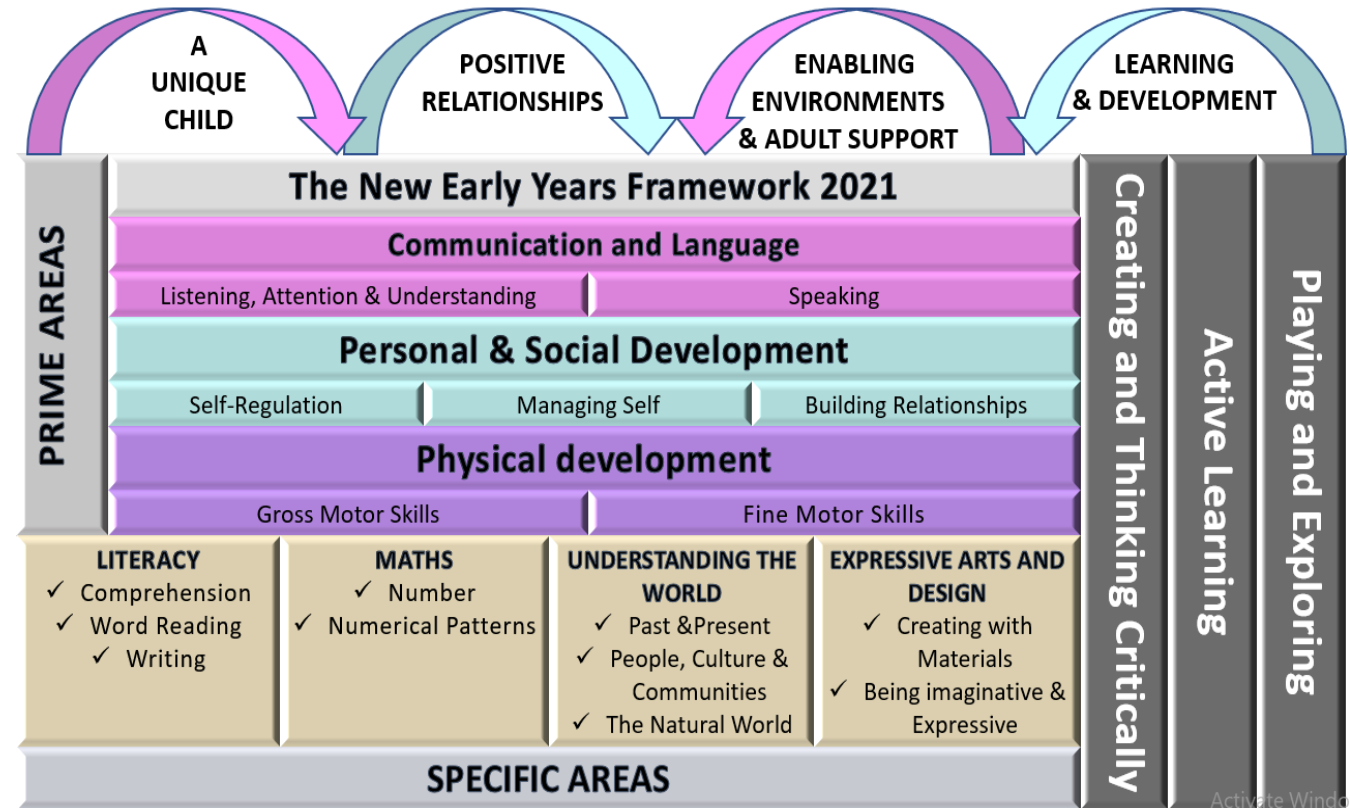 A
UNIQUE
CHILD
POSITIVE
RELATIONSHIPS
ENABLING
ENVIRONMENTS
& ADULT SUPPORT
LEARNING
& DEVELOPMENT
PRIME AREAS
The New Early Years Framework 2021
Communication and Language
Listening, Attention & Understanding
Speaking
Personal & Social Development
Self-Regulation
Managing Self
Building Relationships
Physical development
Gross Motor Skills
Fine Motor Skills
LITERACY
✓ Comprehension
✓ Word Reading
✓ Writing
MATHS
✓ Number
✓ Numerical Patterns
UNDERSTANDING THE
WORLD
✓ Past &Present
✓ People, Culture &
Communities
✓ The Natural World
EXPRESSIVE ARTS AND
DESIGN
✓ Creating with
Materials
✓ Being imaginative &
Expressive
SPECIFIC AREAS
Creating and Thinking Critically
Active Learning
Playing and Exploring
Activate Windo